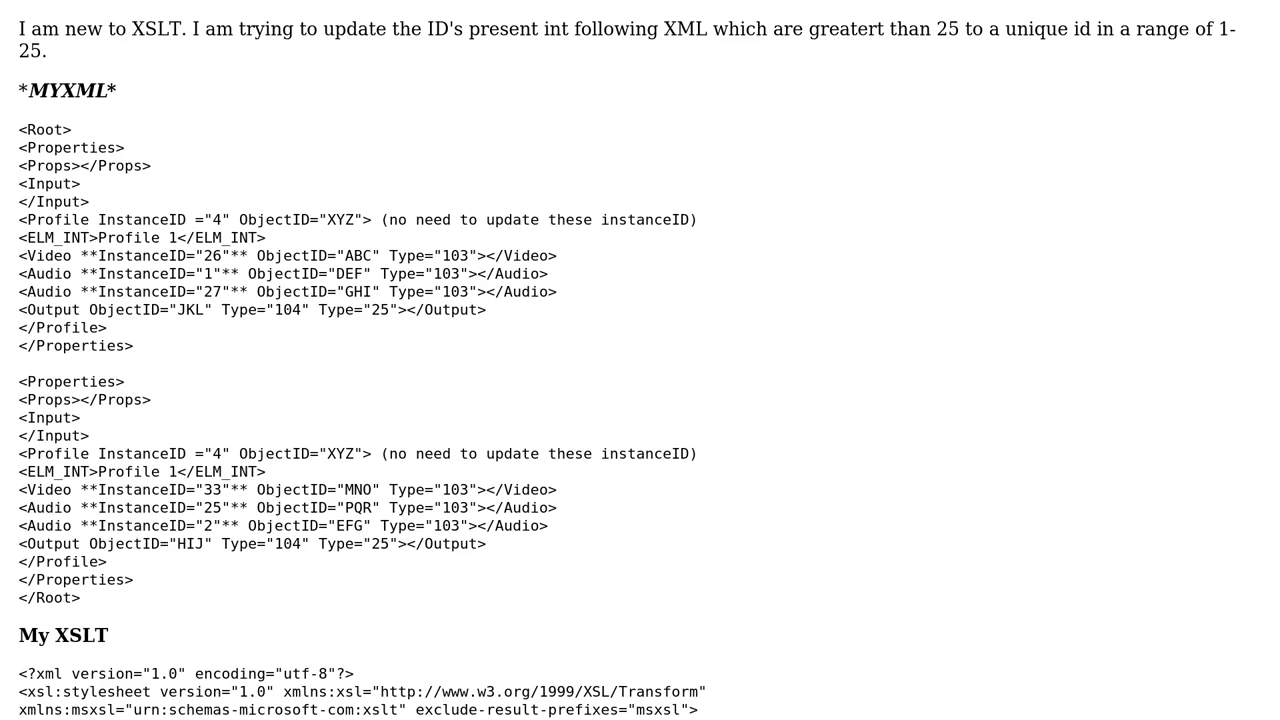 I am new to XSLT. I am trying to update the ID's present int following XML which are greatert than 25 to a unique id in a range of 1-
25.
*MYXML*
<Root>
<Properties>
<Props></Props>
<Input>
</Input>
<Profile InstanceID ="4" ObjectID="XYZ"> (no need to update these instanceID)
<ELM_INT>Profile 1</ELM_INT>
<Video **InstanceID="26"** ObjectID="ABC" Type="103"></Video>
<Audio **InstanceID="1"** ObjectID="DEF" Type="103"></Audio>
<Audio **InstanceID="27"** ObjectID="GHI" Type="103"></Audio>
<Output ObjectID="JKL" Type="104" Type="25"></Output>
</Profile>
</Properties>
<Properties>
<Props></Props>
<Input>
</Input>
<Profile InstanceID ="4" ObjectID="XYZ"> (no need to update these instanceID)
<ELM_INT>Profile 1</ELM_INT>
<Video **InstanceID="33"** ObjectID="MNO" Type="103"></Video>
<Audio **InstanceID="25"** ObjectID="PQR" Type="103"></Audio>
<Audio **InstanceID="2"** ObjectID="EFG" Type="103"></Audio>
<Output ObjectID="HIJ" Type="104" Type="25"></Output>
</Profile>
</Properties>
</Root>
My XSLT
<?xml version="1.0" encoding="utf-8"?>
<xsl:stylesheet version="1.0" xmlns:xsl="http://www.w3.org/1999/XSL/Transform"
xmlns:msxsl="urn:schemas-microsoft-com:xslt" exclude-result-prefixes="msxsl">